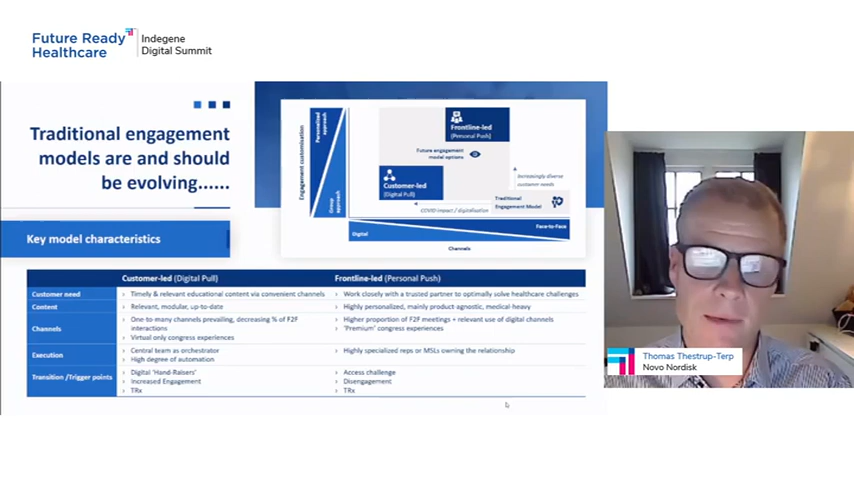 Future Ready
Healthcare
Indegene
Digital Summit
Traditional engagement
models are and should
be evolving......
Key model characteristics
Engagement customisation
Personalized
approach
Group
approach
Frontline-led
(Personal Push)
Future engagement
model options
Customer-led
(Digital Pull)
Increasingly diverse
customer needs
Traditional
Engagement Model
COVID impact / digitalisation
Digital
Face-to-Face
Channels
Customer-led (Digital Pull)
Frontline-led (Personal Push)
Customer need
› Timely & relevant educational content via convenient channels
› Work closely with a trusted partner to optimally solve healthcare challenges
Content
› Relevant, modular, up-to-date
› Highly personalized, mainly product-agnostic, medical-heavy
Channels
› One-to-many channels prevailing, decreasing % of F2F
interactions
› Virtual only congress experiences
› Higher proportion of F2F meetings + relevant use of digital channels
› 'Premium' congress experiences
Execution
› Central team as orchestrator
› High degree of automation
› Highly specialized reps or MSLs owning the relationship
Transition /Trigger points
› Digital 'Hand-Raisers'
› Increased Engagement
› TRx
› Access challenge
› Disengagement
› TRx
Thomas Thestrup-Terp
Novo Nordisk